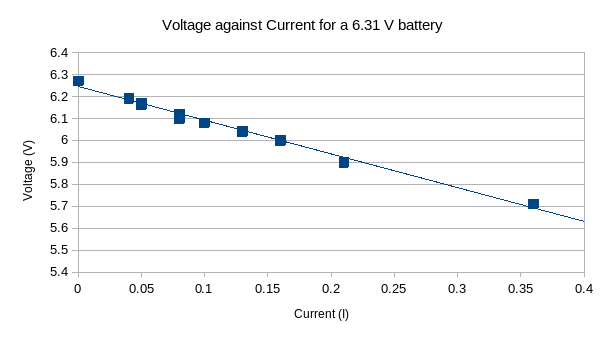 Voltage against Current for a 6.31 V battery
6.4
6.3
6.2
6.1
6
5.9
5.8
5.7
5.6
5.5
5.4
Voltage (V)
0 0.05 0.1 0.15 0.2 0.25 0.3 0.35 0.4
Current (I)